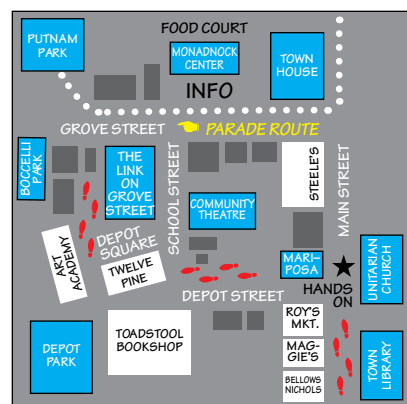 PUTNAM
PARK
FOOD COURT
MONADNOCK
CENTER
INFO
TOWN
HOUSE
GROVE STREET
PARADE ROUTE
BOCCELLI
PARK
THE
LINK ON
GROVE
STREET
SCHOOL STREET
COMMUNITY
THEATRE
STEELE'S
MAIN STREET
ART
ACADEMY
DEPOT
SQUARE
TWELVE
PINE
MARI-
POSA
HANDS
ON
UNITARIAN
CHURCH
DEPOT STREET
DEPOT
PARK
TOADSTOOL
BOOKSHOP
ROY'S
MKT.
MAG-
GIE'S
BELLOWS
NICHOLS
TOWN
LIBRARY